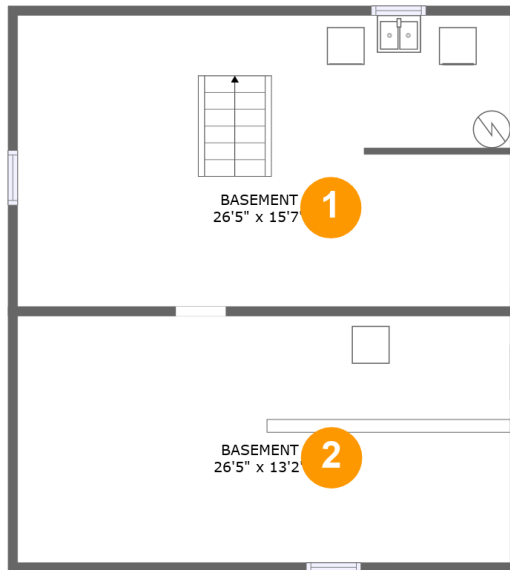 BASEMENT
26'5" x 15'7"
1
BASEMENT
26'5" x 13'2"
2